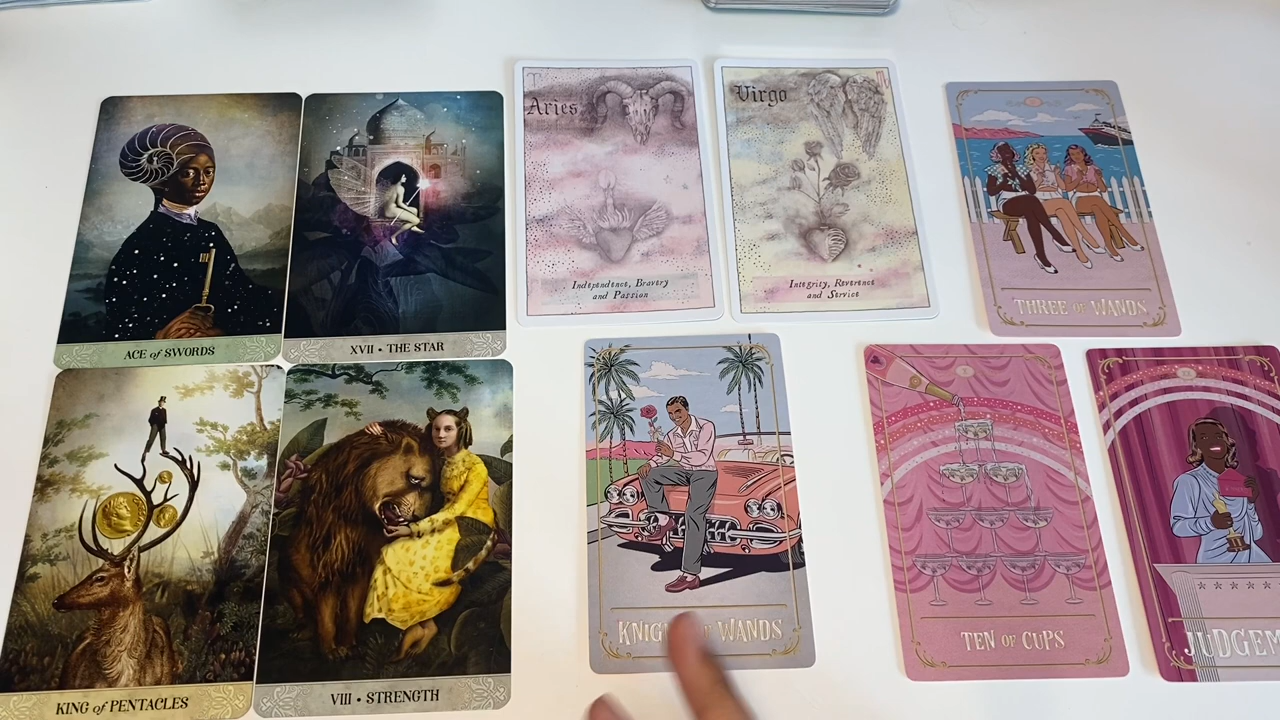 ACE of SWORDS
XVII • THE STAR
Aries
Independence, Bravery
and Passion
Virgo
Integrity, Reverence
and Service
THREE OF WANDS
KING of PENTACLES
VIII • STRENGTH
WANDS
TEN OF CUPS